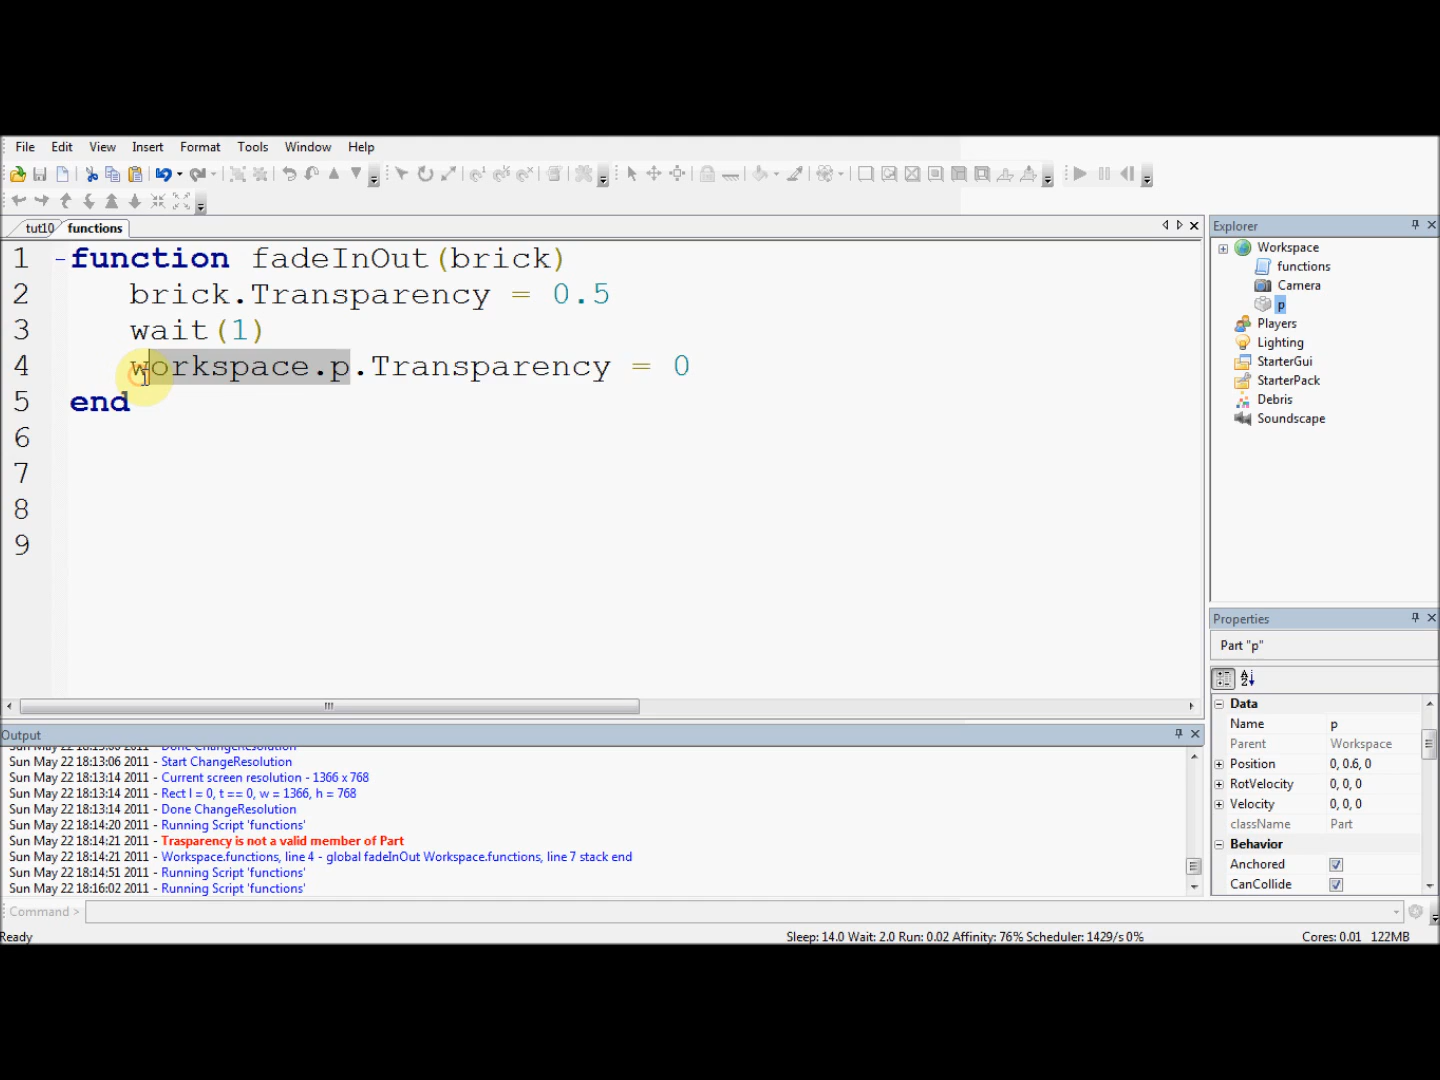 File Edit View Insert Format Tools Window Help
tut10 functions
1 function fadeInOut(brick)
2 brick.Transparency = 0.5
3 wait(1)
4 workspace.p.Transparency = 0
5 end
6
7
8
9
Explorer
Workspace
functions
Camera
p
Players
Lighting
StarterGui
StarterPack
Debris
Soundscape
Properties
Part "p"
Data
Name p
Parent Workspace
Position 0, 0.6, 0
RotVelocity 0, 0, 0
Velocity 0, 0, 0
className Part
Behavior
Anchored
CanCollide
Output
Sun May 22 18:13:06 2011 - Done ChangeResolution
Sun May 22 18:13:06 2011 - Start ChangeResolution
Sun May 22 18:13:14 2011 - Current screen resolution - 1366 x 768
Sun May 22 18:13:14 2011 - Rect l = 0, t == 0, w = 1366, h = 768
Sun May 22 18:13:14 2011 - Done ChangeResolution
Sun May 22 18:14:20 2011 - Running Script 'functions'
Sun May 22 18:14:21 2011 - Trasparency is not a valid member of Part
Sun May 22 18:14:21 2011 - Workspace.functions, line 4 - global fadeInOut Workspace.functions, line 7 stack end
Sun May 22 18:14:51 2011 - Running Script 'functions'
Sun May 22 18:16:02 2011 - Running Script 'functions'
Command >
Ready Sleep: 14.0 Wait: 2.0 Run: 0.02 Affinity: 76% Scheduler: 1429/s 0% Cores: 0.01 122MB